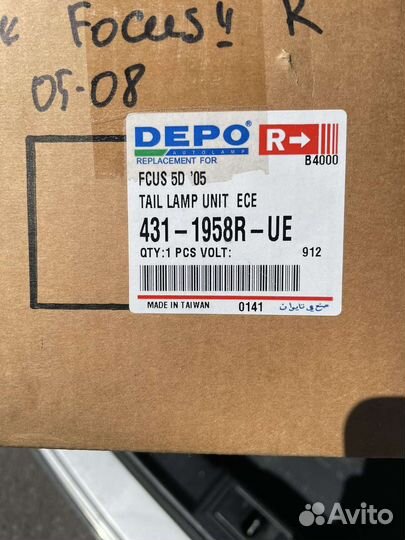 Focus II R
05-08
DEPO R→
AUTOLAMP
REPLACEMENT FOR B4000
FCUS 5D '05
TAIL LAMP UNIT ECE
431-1958R-UE
QTY:1 PCS VOLT: 912
MADE IN TAIWAN 0141 صنع في تايوان
Avito